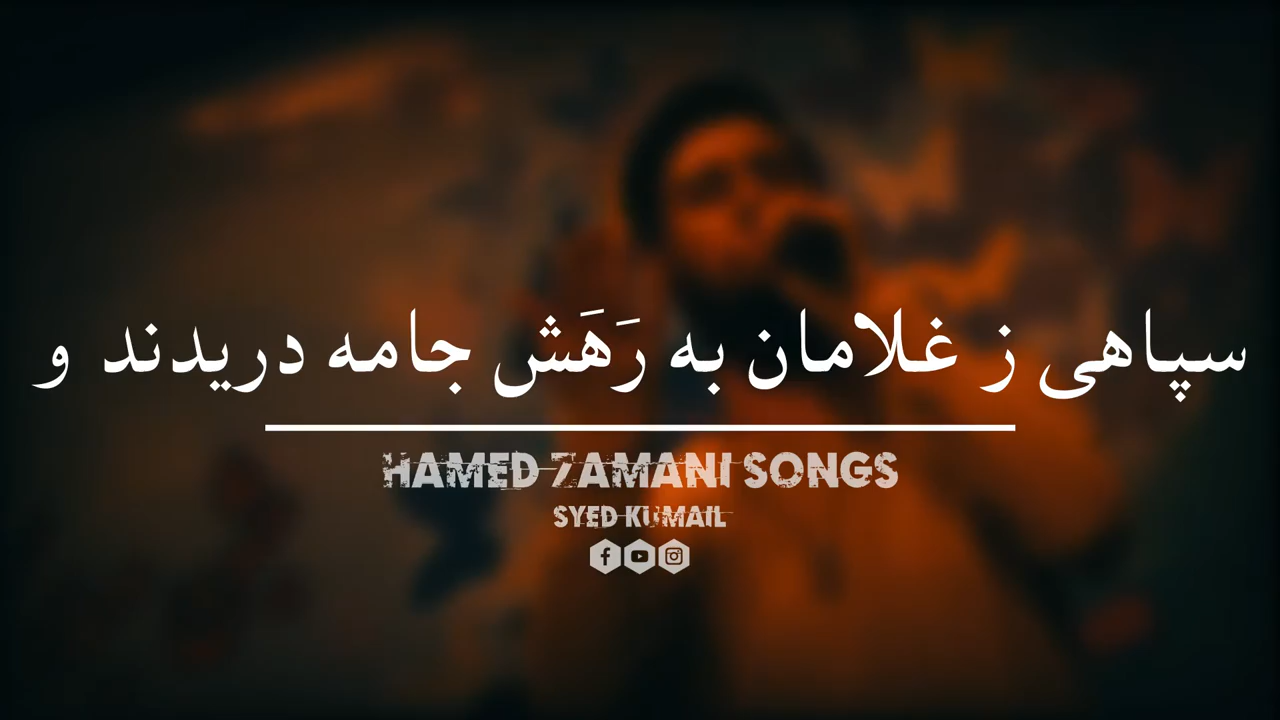 سپاهی ز غلامان به رَهَش جامه دریدند و
HAMED ZAMANI SONGS
SYED KUMAIL